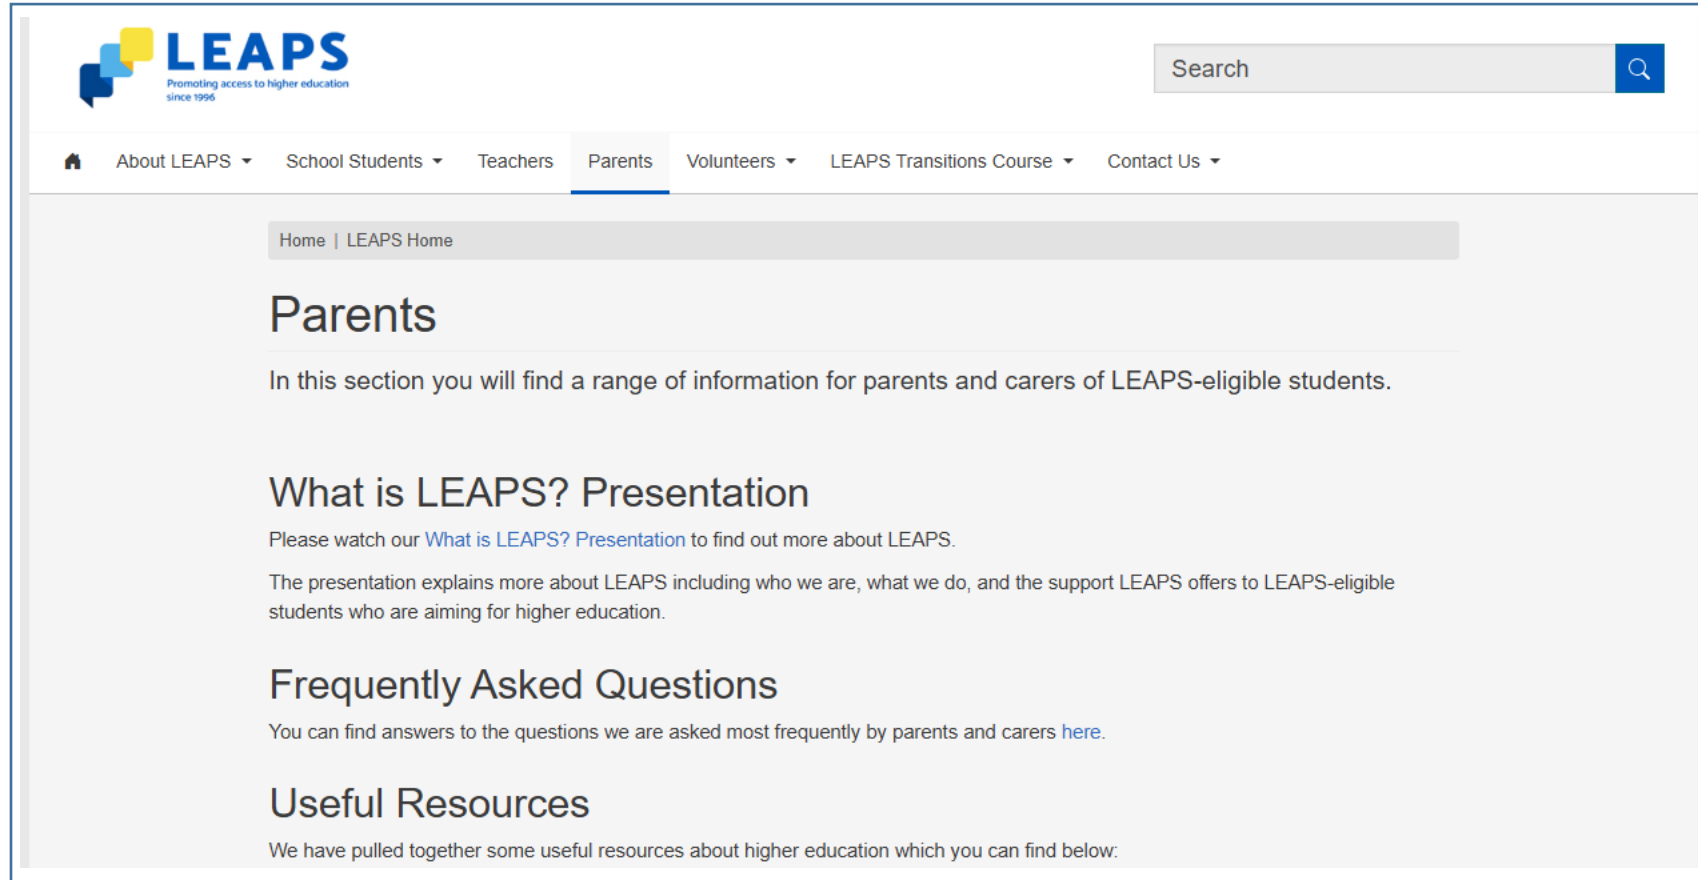 LEAPS
Promoting access to higher education
since 1996
Search
About LEAPS School Students Teachers Parents Volunteers LEAPS Transitions Course Contact Us
Home | LEAPS Home
Parents
In this section you will find a range of information for parents and carers of LEAPS-eligible students.
What is LEAPS? Presentation
Please watch our What is LEAPS? Presentation to find out more about LEAPS.
The presentation explains more about LEAPS including who we are, what we do, and the support LEAPS offers to LEAPS-eligible
students who are aiming for higher education.
Frequently Asked Questions
You can find answers to the questions we are asked most frequently by parents and carers here.
Useful Resources
We have pulled together some useful resources about higher education which you can find below: